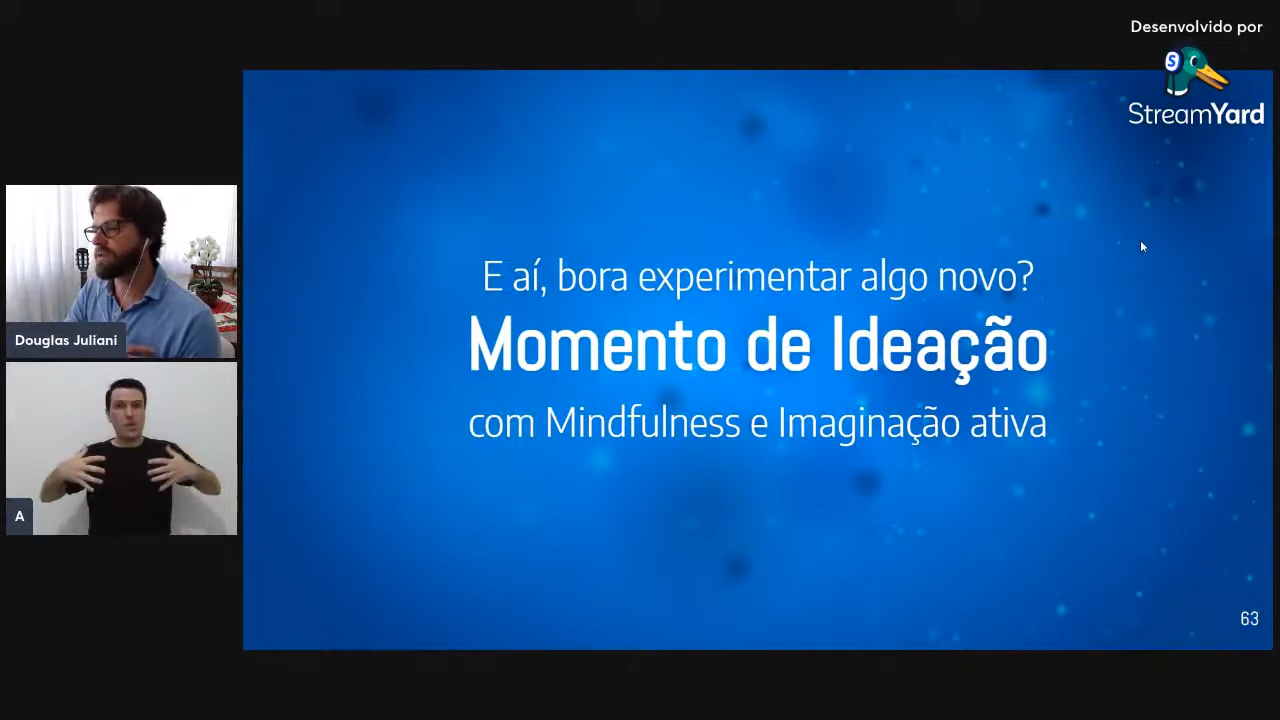 Desenvolvido por
S
StreamYard
E aí, bora experimentar algo novo?
Momento de Ideação
com Mindfulness e Imaginação ativa
Douglas Juliani
A
63